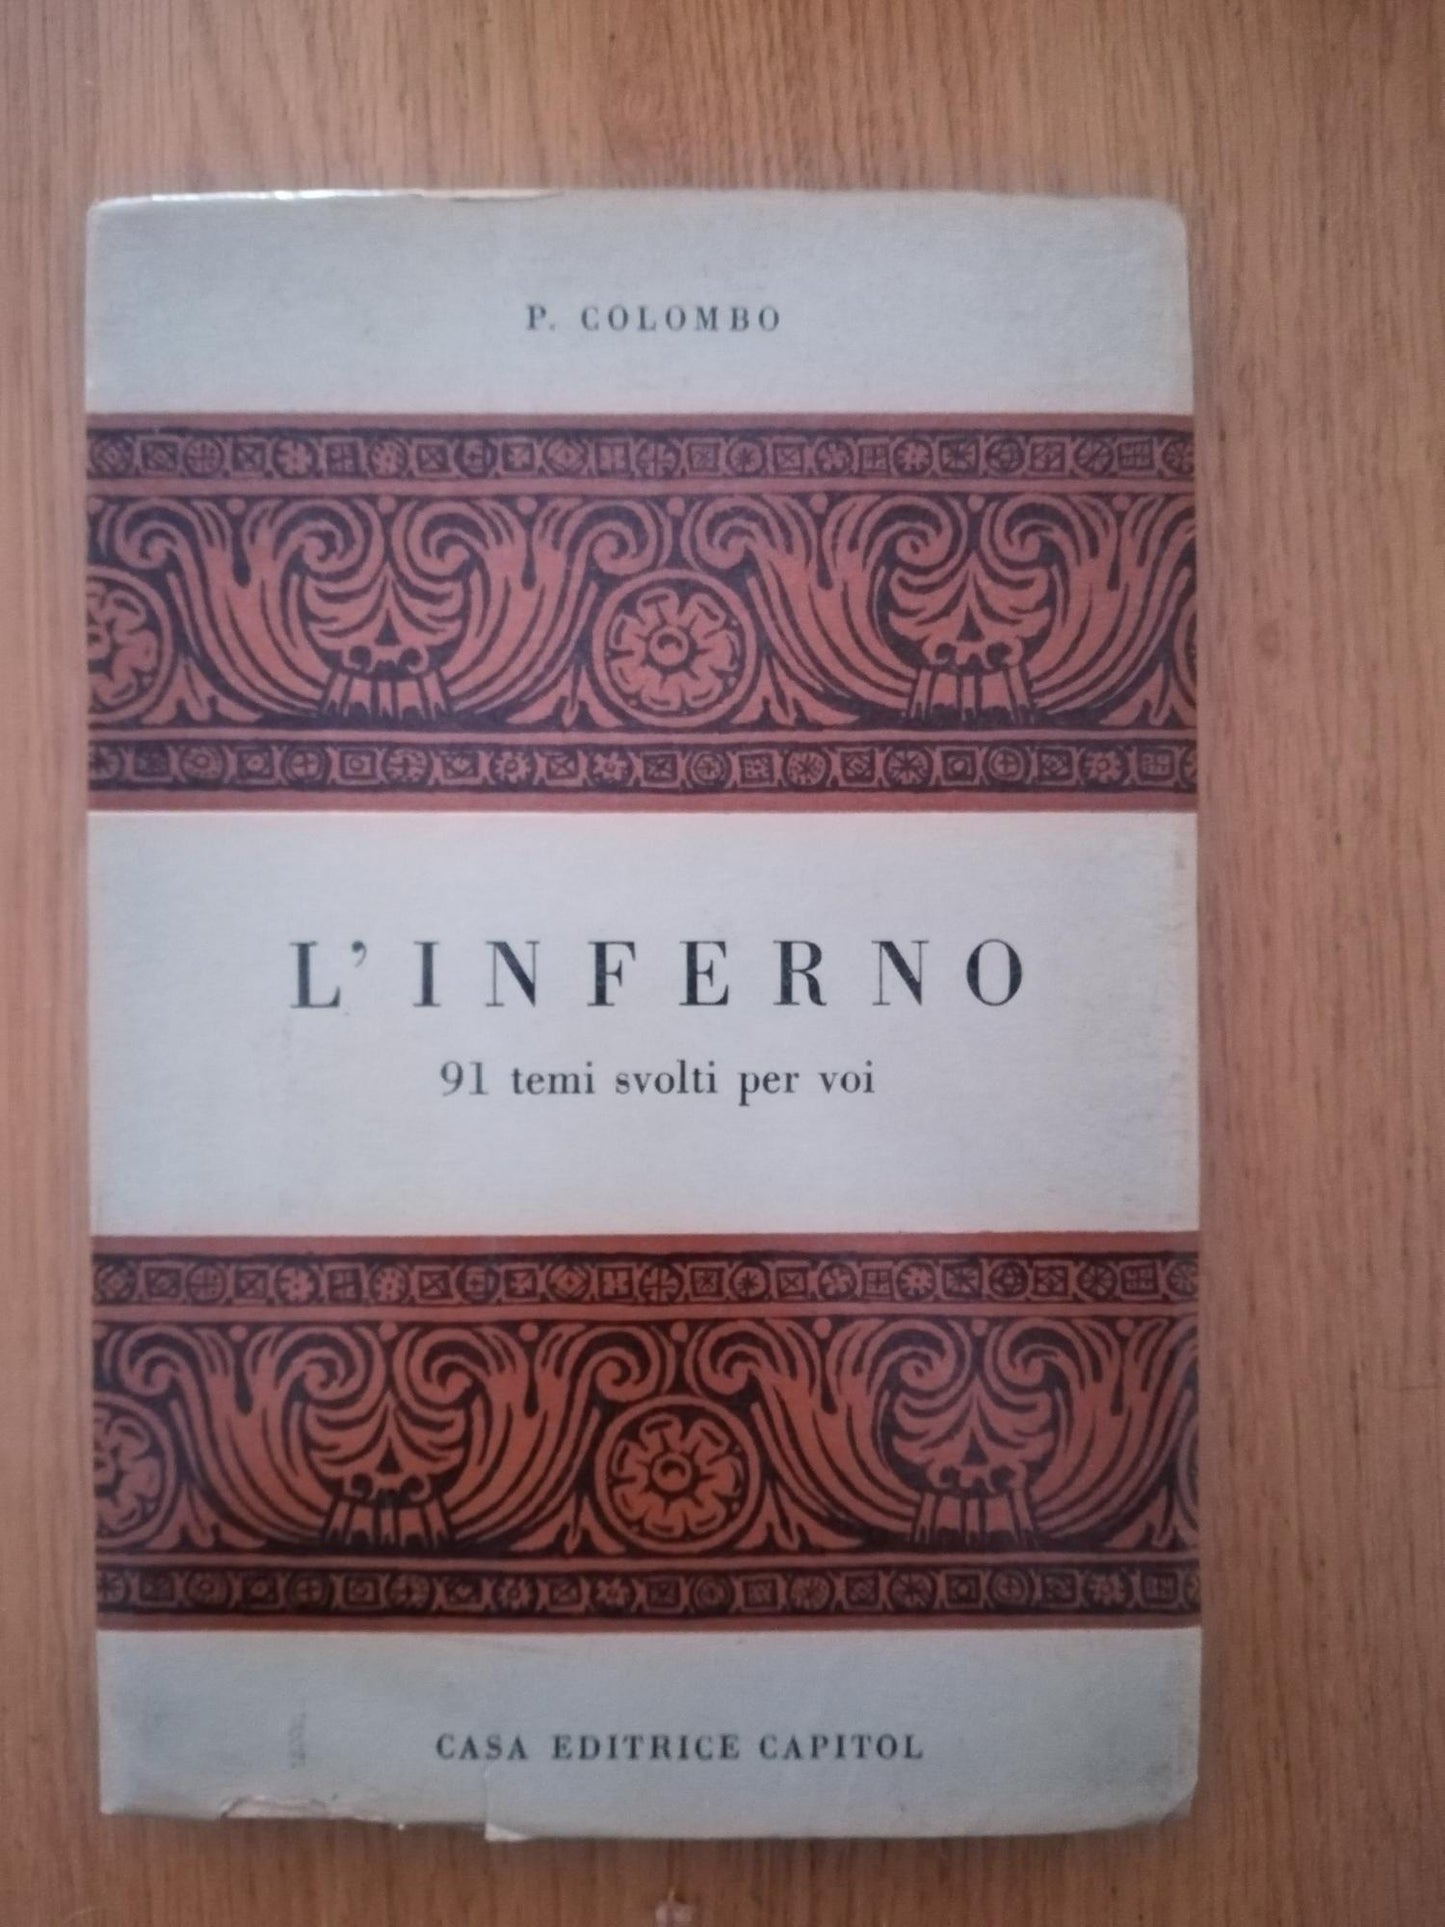 P. COLOMBO
L'INFERNO
91 temi svolti per voi
CASA EDITRICE CAPITOL